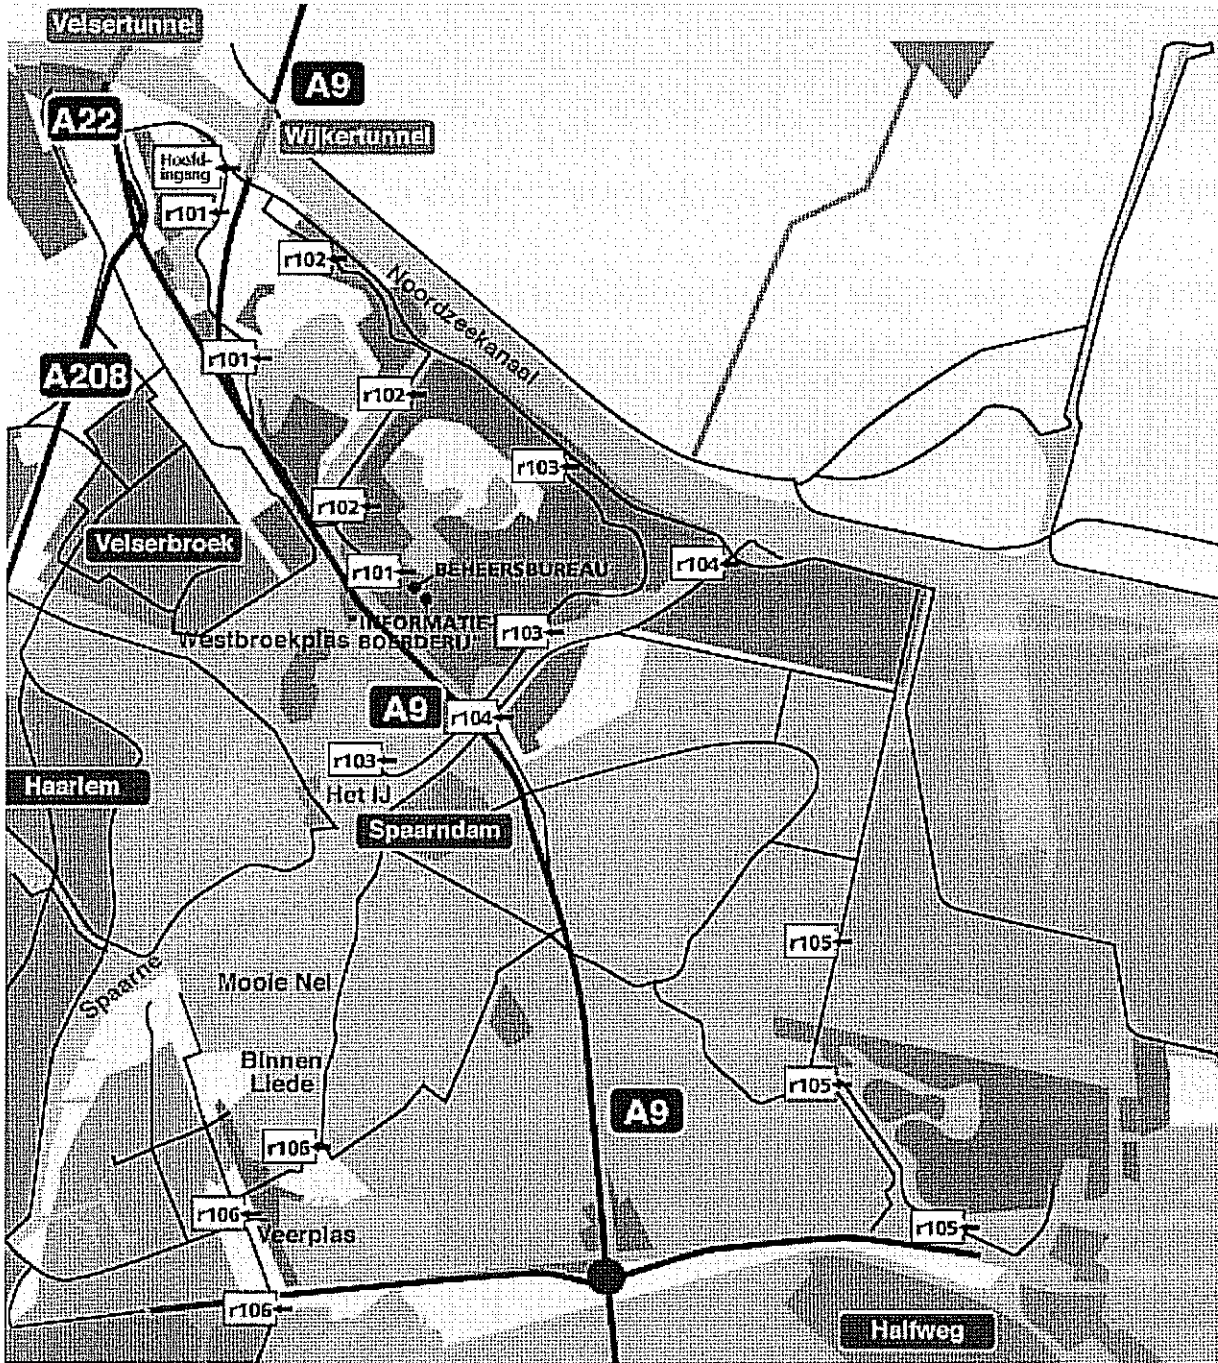 Velsertunnel
A9
A22
Wijkertunnel
Hoofd-
ingang
r101
r102
Noordzeekanaal
r101
A208
r102
r103
r102
Velserbroek
r104
r101
BEHEERSBUREAU
"INFORMATIE-
BOERDERIJ"
r103
Westbroekplas
A9
r104
r103
Haarlem
Het IJ
Spaarndam
r105
Spaarne
Mooie Nel
Binnen
Liede
r105
A9
r106
r106
Veerplas
r105
r106
Halfweg